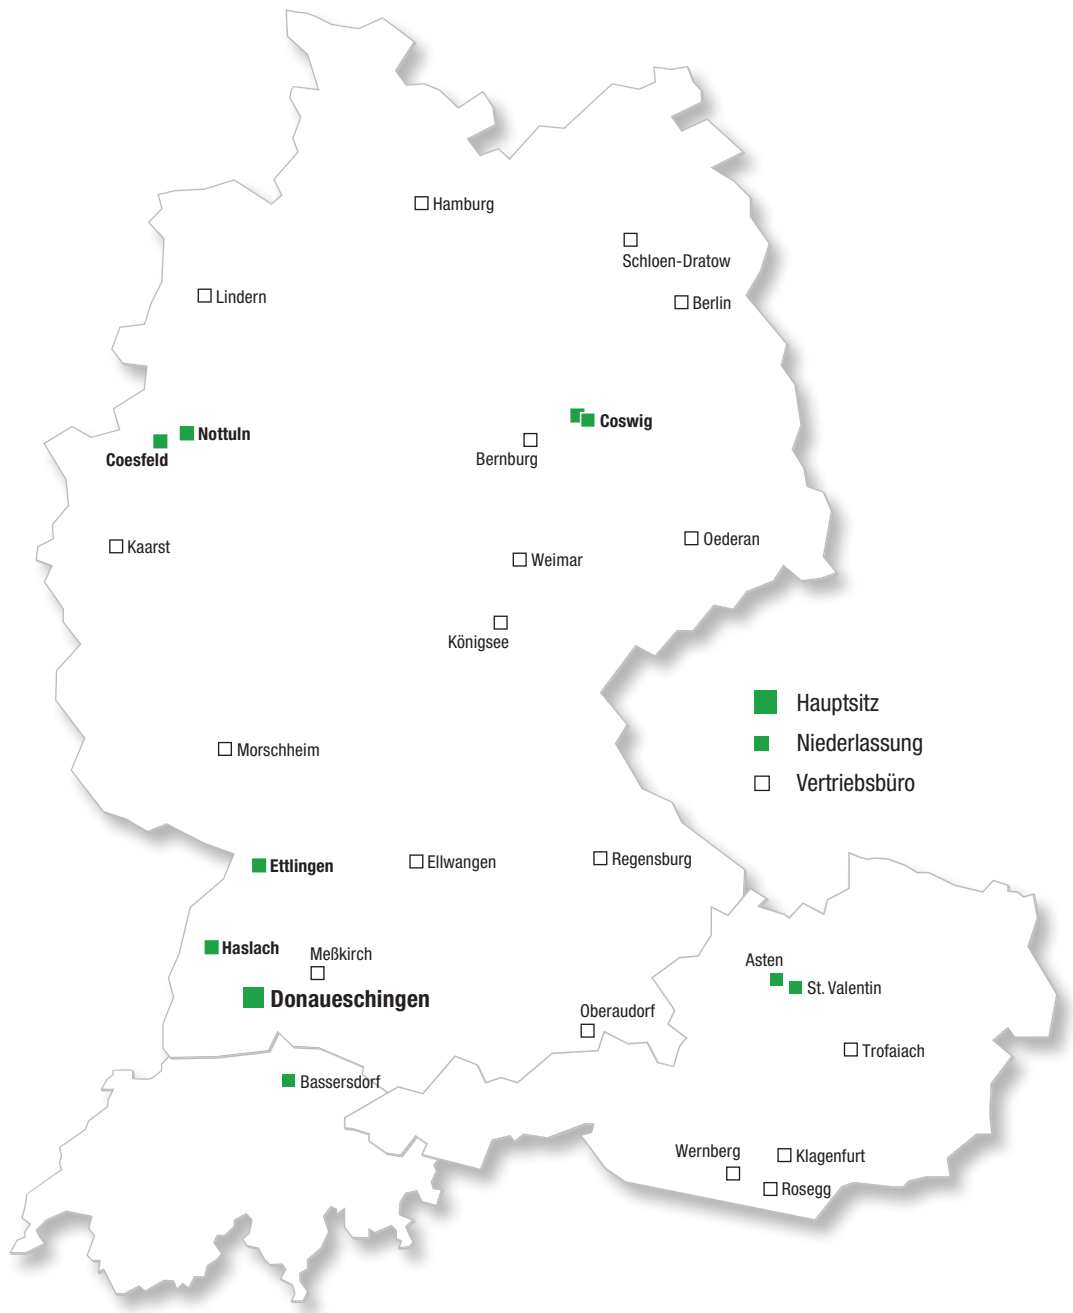 Hamburg
Schloen-Dratow
Lindern
Berlin
Coswig
Nottuln
Bernburg
Coesfeld
Oederan
Kaarst
Weimar
Königsee
Hauptsitz
Niederlassung
Morschheim
Vertriebsbüro
Regensburg
Ellwangen
Ettlingen
Haslach
Meßkirch
Asten
St. Valentin
Donaueschingen
Oberaudorf
Trofaiach
Bassersdorf
Wernberg
Klagenfurt
Rosegg